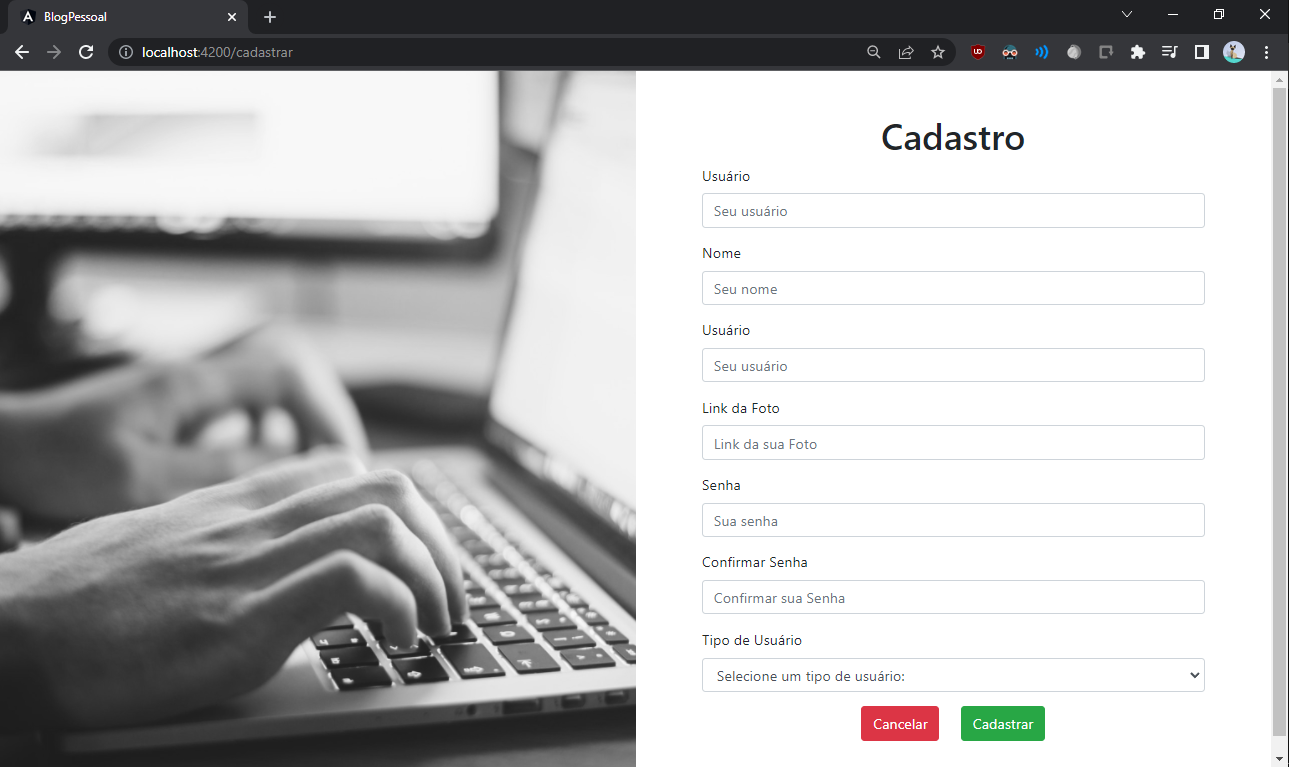 BlogPessoal
localhost:4200/cadastrar
Cadastro
Usuário
Seu usuário
Nome
Seu nome
Usuário
Seu usuário
Link da Foto
Link da sua Foto
Senha
Sua senha
Confirmar Senha
Confirmar sua Senha
Tipo de Usuário
Selecione um tipo de usuário:
Cancelar Cadastrar